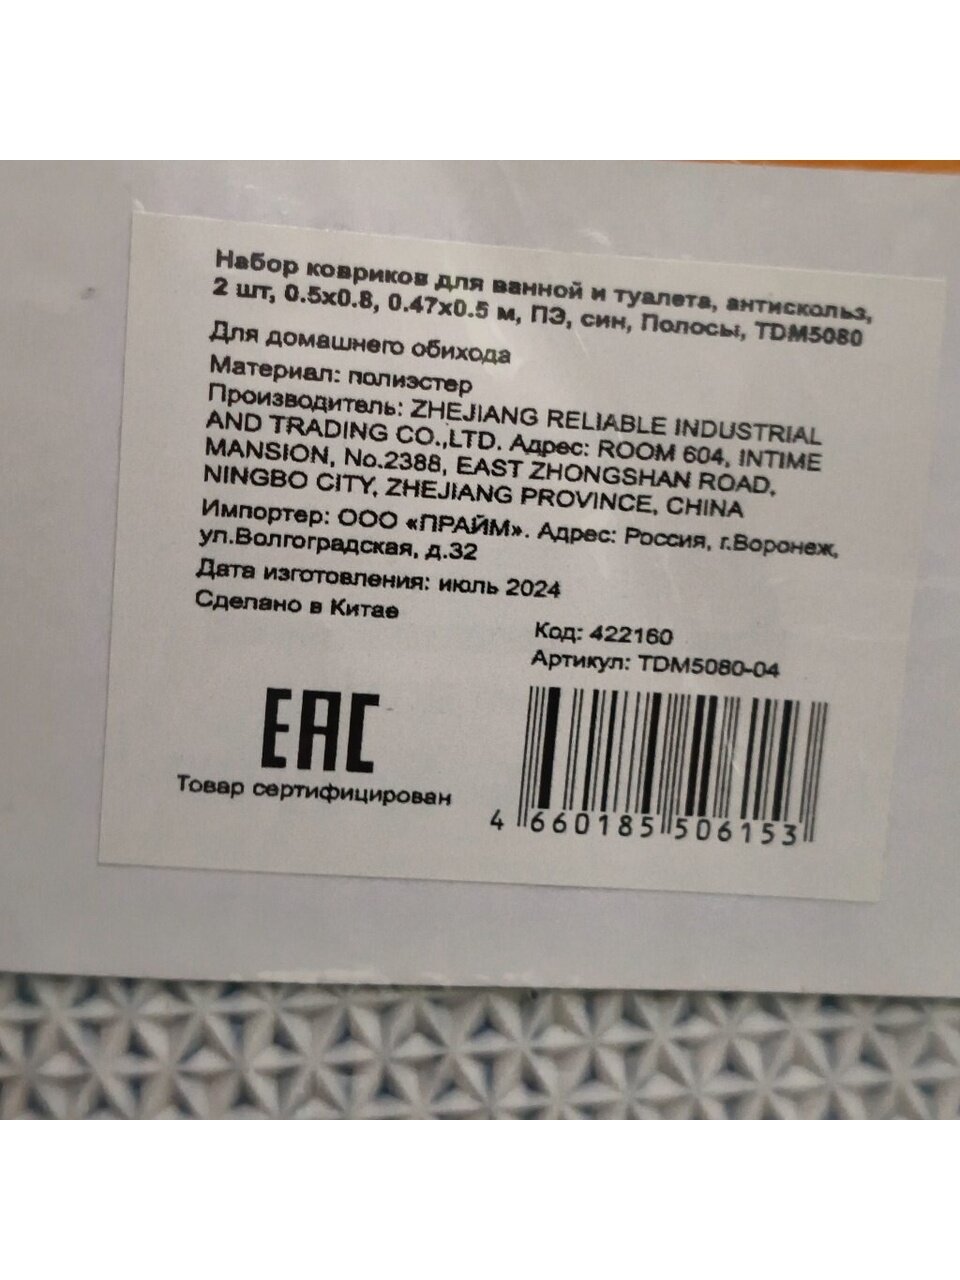 Набор ковриков для ванной и туалета, антискольз,
2 шт, 0.5х0.8, 0.47х0.5 м, ПЭ, син, Полосы, TDM5080
Для домашнего обихода
Материал: полиэстер
Производитель: ZHEJIANG RELIABLE INDUSTRIAL
AND TRADING CO.,LTD. Адрес: ROOM 604, INTIME
MANSION, No.2388, EAST ZHONGSHAN ROAD,
NINGBO CITY, ZHEJIANG PROVINCE, CHINA
Импортер: ООО «ПРАЙМ». Адрес: Россия, г.Воронеж,
ул.Волгоградская, д.32
Дата изготовления: июль 2024
Сделано в Китае
Код: 422160
Артикул: TDM5080-04
ЕАС
Товар сертифицирован
4 660185 506153